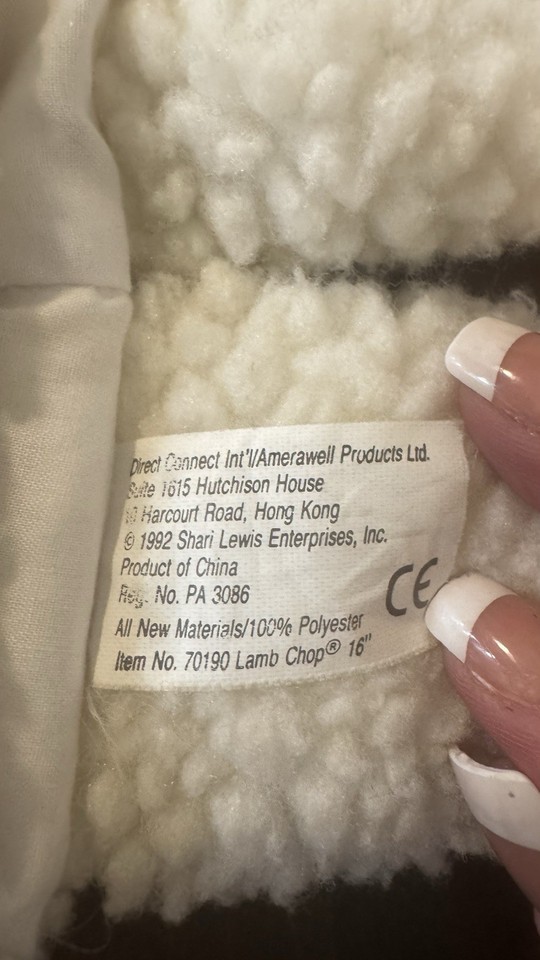 Direct Connect Int'l/Amerawell Products Ltd.
Suite 1615 Hutchison House
10 Harcourt Road, Hong Kong
© 1992 Shari Lewis Enterprises, Inc.
Product of China
Reg. No. PA 3086
CE
All New Materials/100% Polyester
Item No. 70190 Lamb Chop® 16"